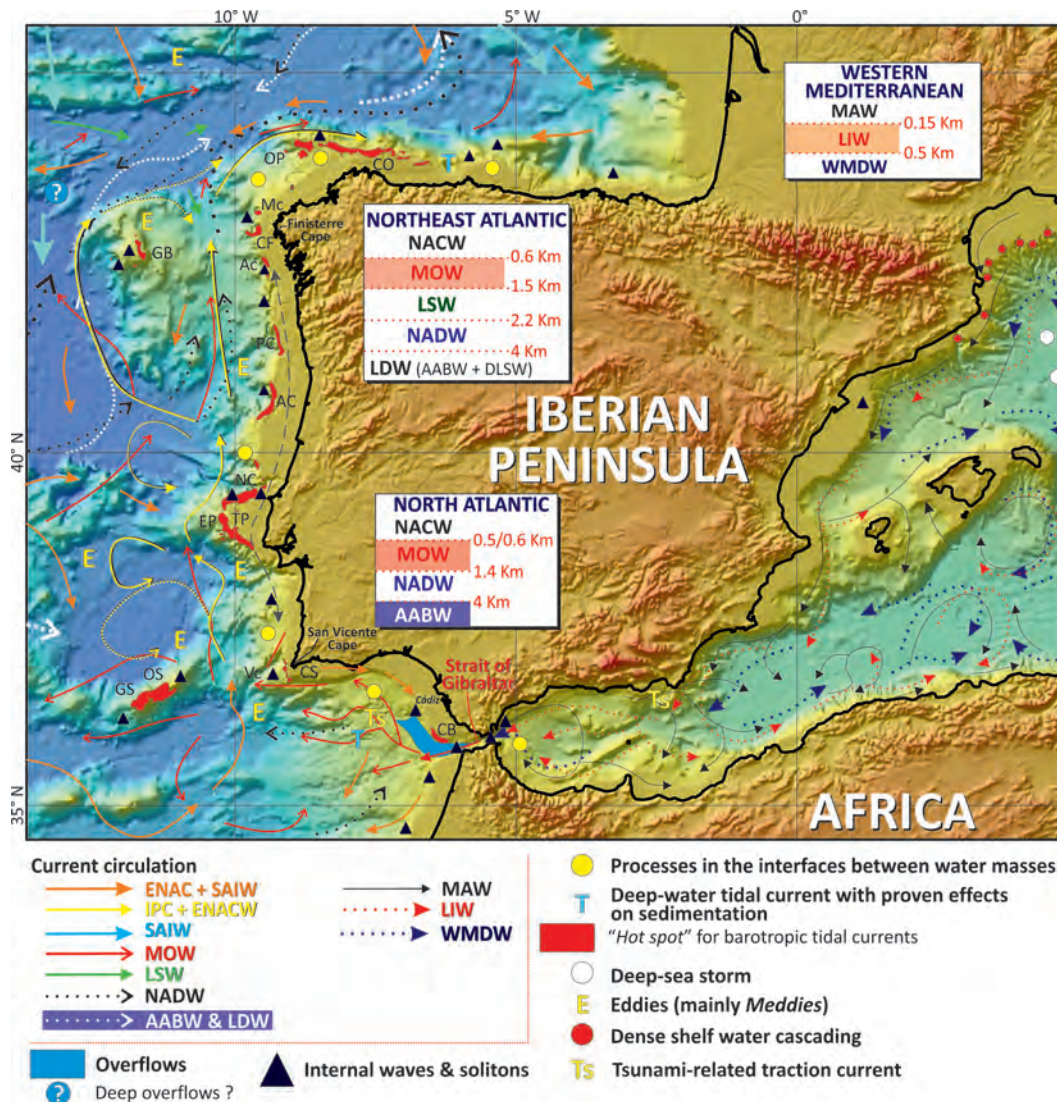 10° W
5° W
0°
E
WESTERN
MEDITERRANEAN
MAW
0.15 Km
LIW
0.5 Km
WMDW
OP
CO
T
?
Mc
Finisterre
Cape
E
GB
CF
Ac
NORTHEAST ATLANTIC
NACW
0.6 Km
MOW
1.5 Km
LSW
2.2 Km
NADW
4 Km
LDW (AABW + DLSW)
PC
E
AC
IBERIAN
PENINSULA
40° N
NC
EP
TP
E
E
NORTH ATLANTIC
NACW
0.5/0.6 Km
MOW
1.4 Km
NADW
4 Km
AABW
E
San Vicente
Cape
Vc
CS
OS
GS
E
Strait of
Gibraltar
Cádiz
Ts
T
CB
Ts
35° N
AFRICA
Current circulation
ENAC + SAIW
IPC + ENACW
SAIW
MOW
LSW
NADW
AABW & LDW
MAW
LIW
WMDW
Overflows
? Deep overflows ?
Internal waves & solitons
Processes in the interfaces between water masses
T Deep-water tidal current with proven effects
on sedimentation
"Hot spot" for barotropic tidal currents
Deep-sea storm
E Eddies (mainly Meddies)
Dense shelf water cascading
Ts Tsunami-related traction current